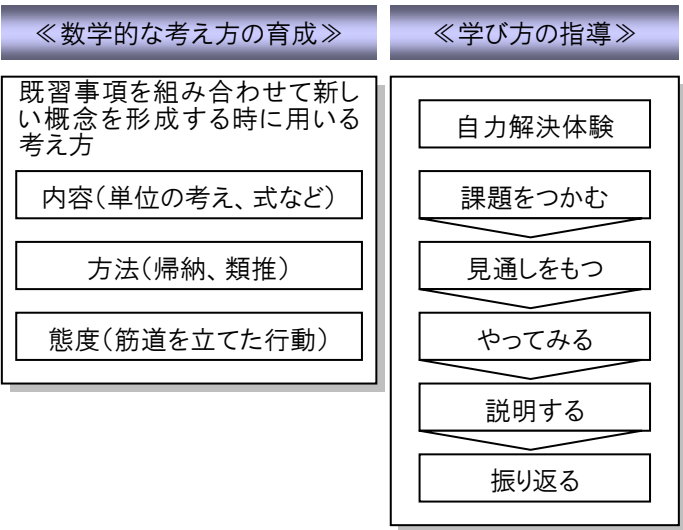 ≪数学的な考え方の育成≫
既習事項を組み合わせて新し
い概念を形成する時に用いる
考え方
内容(単位の考え、式など)
方法(帰納、類推)
態度(筋道を立てた行動)
≪学び方の指導≫
自力解決体験
課題をつかむ
見通しをもつ
やってみる
説明する
振り返る